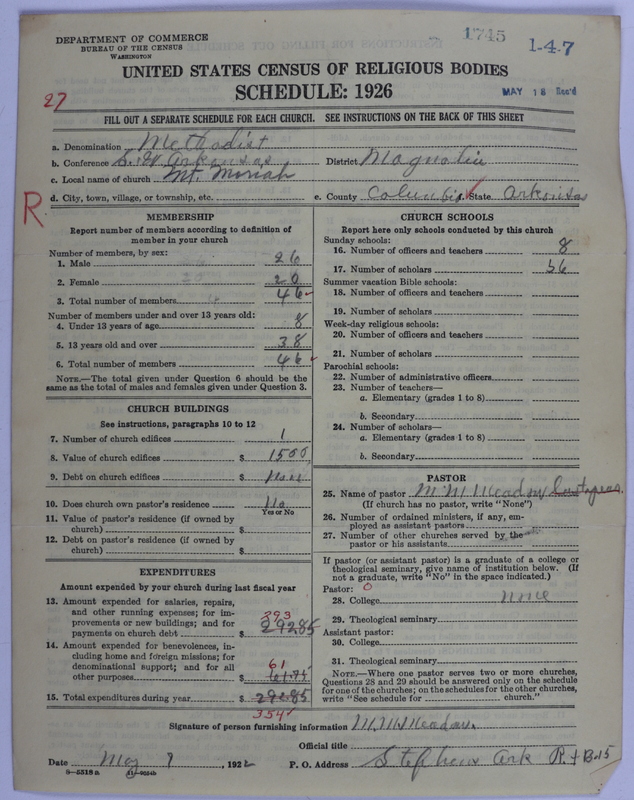 DEPARTMENT OF COMMERCE
BUREAU OF THE CENSUS
WASHINGTON
1745
1-4-7
UNITED STATES CENSUS OF RELIGIOUS BODIES
SCHEDULE: 1926
MAY 18 Rec'd
27
FILL OUT A SEPARATE SCHEDULE FOR EACH CHURCH. SEE INSTRUCTIONS ON THE BACK OF THIS SHEET
a. Denomination Methodist
b. Conference Arkansas District Magnolia
c. Local name of church Mt. Moriah
d. City, town, village, or township, etc. e. County Columbia State Arkansas
R
MEMBERSHIP
Report number of members according to definition of
member in your church
Number of members, by sex:
1. Male 26
2. Female 20
3. Total number of members 46
Number of members under and over 13 years old:
4. Under 13 years of age 8
5. 13 years old and over 38
6. Total number of members 46
NOTE.—The total given under Question 6 should be the
same as the total of males and females given under Question 3.
CHURCH BUILDINGS
See instructions, paragraphs 10 to 12
7. Number of church edifices 1
8. Value of church edifices $ 1500
9. Debt on church edifices $ None
10. Does church own pastor's residence No
Yes or No
11. Value of pastor's residence (if owned by
church) $
12. Debt on pastor's residence (if owned by
church) $
EXPENDITURES
Amount expended by your church during last fiscal year
13. Amount expended for salaries, repairs,
and other running expenses; for im-
provements or new buildings; and for
payments on church debt $ 293 29285
14. Amount expended for benevolences, in-
cluding home and foreign missions; for
denominational support; and for all
other purposes $ 61 61.75
15. Total expenditures during year $ 29285
354
CHURCH SCHOOLS
Report here only schools conducted by this church
Sunday schools:
16. Number of officers and teachers 8
17. Number of scholars 56
Summer vacation Bible schools:
18. Number of officers and teachers
19. Number of scholars
Week-day religious schools:
20. Number of officers and teachers
21. Number of scholars
Parochial schools:
22. Number of administrative officers
23. Number of teachers—
a. Elementary (grades 1 to 8)
b. Secondary
24. Number of scholars—
a. Elementary (grades 1 to 8)
b. Secondary
PASTOR
25. Name of pastor M. M. Meadow
(If church has no pastor, write "None")
26. Number of ordained ministers, if any, em-
ployed as assistant pastors
27. Number of other churches served by the
pastor or his assistants
If pastor (or assistant pastor) is a graduate of a college or
theological seminary, give name of institution below. (If
not a graduate, write "No" in the space indicated.)
Pastor: 0
28. College none
29. Theological seminary
Assistant pastor:
30. College
31. Theological seminary
NOTE.—Where one pastor serves two or more churches,
Questions 28 and 29 should be answered only on the schedule
for one of the churches; on the schedules for the other churches,
write "See schedule for church."
Signature of person furnishing information M. M. Meadow.
Official title
Date May 192 P. O. Address Stephens Ark
8—5518 a